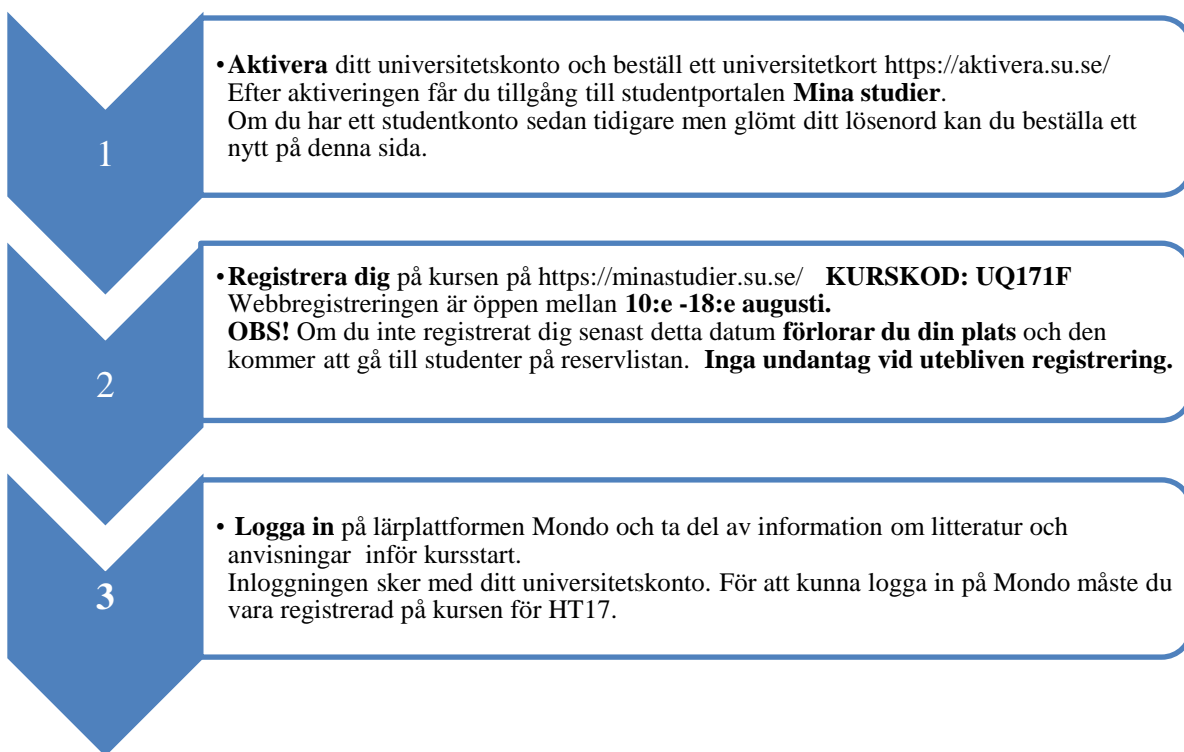 1
•Aktivera ditt universitetskonto och beställ ett universitetkort https://aktivera.su.se/
Efter aktiveringen får du tillgång till studentportalen Mina studier.
Om du har ett studentkonto sedan tidigare men glömt ditt lösenord kan du beställa ett
nytt på denna sida.
2
•Registrera dig på kursen på https://minastudier.su.se/ KURSKOD: UQ171F
Webbregistreringen är öppen mellan 10:e -18:e augusti.
OBS! Om du inte registrerat dig senast detta datum förlorar du din plats och den
kommer att gå till studenter på reservlistan. Inga undantag vid utebliven registrering.
3
• Logga in på lärplattformen Mondo och ta del av information om litteratur och
anvisningar inför kursstart.
Inloggningen sker med ditt universitetskonto. För att kunna logga in på Mondo måste du
vara registrerad på kursen för HT17.